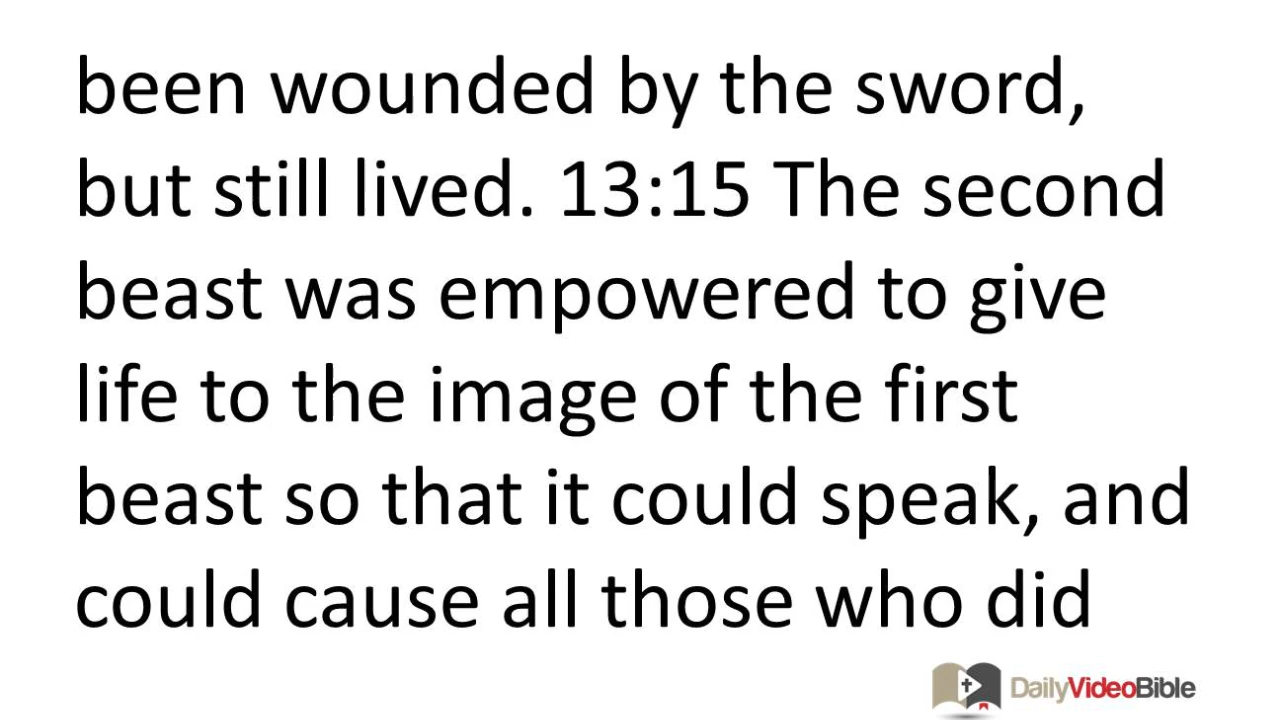 been wounded by the sword,
but still lived. 13:15 The second
beast was empowered to give
life to the image of the first
beast so that it could speak, and
could cause all those who did
DailyVideoBible